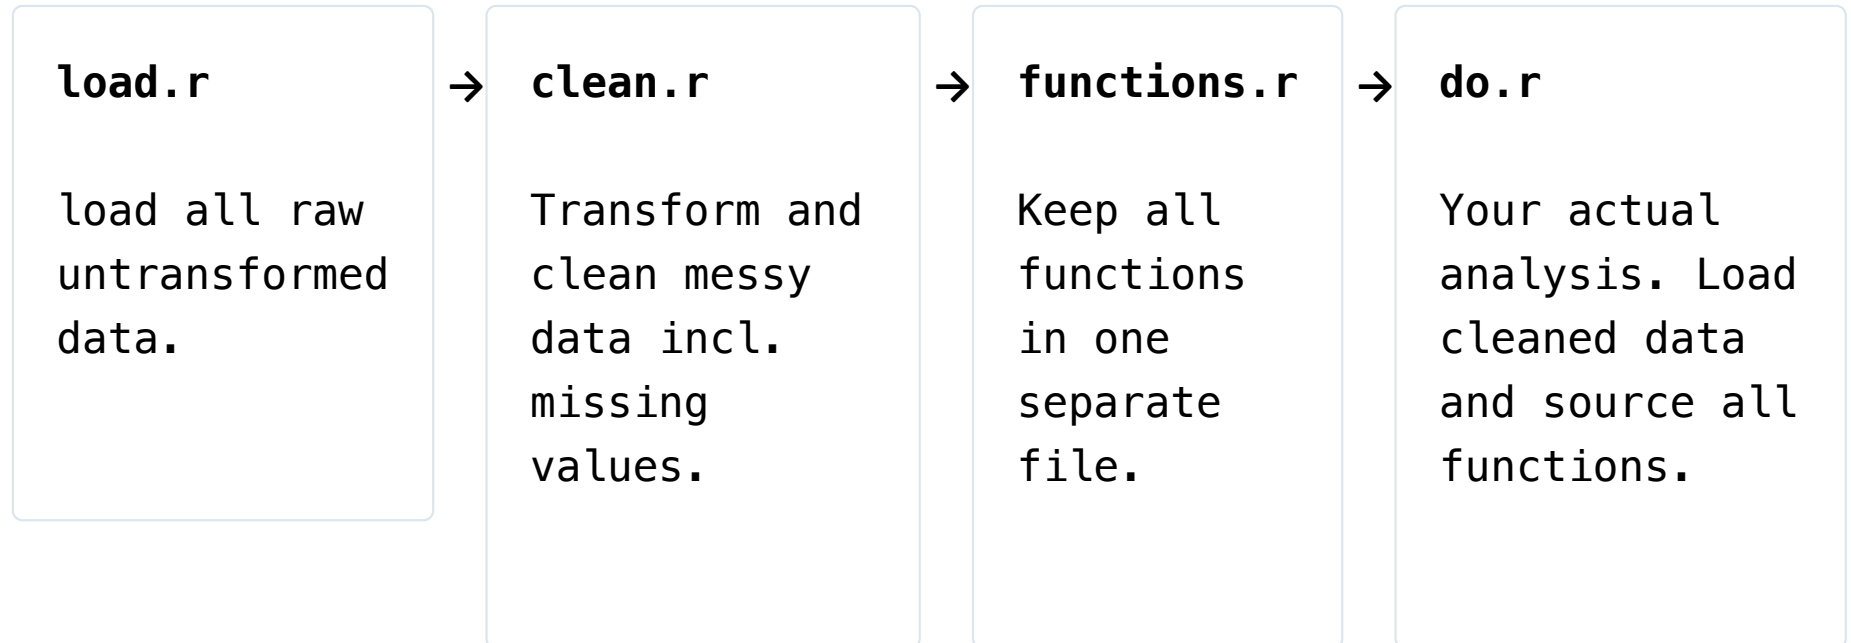 load.r
load all raw
untransformed
data.
→
clean.r
Transform and
clean messy
data incl.
missing
values.
→
functions.r
Keep all
functions
in one
separate
file.
→
do.r
Your actual
analysis. Load
cleaned data
and source all
functions.